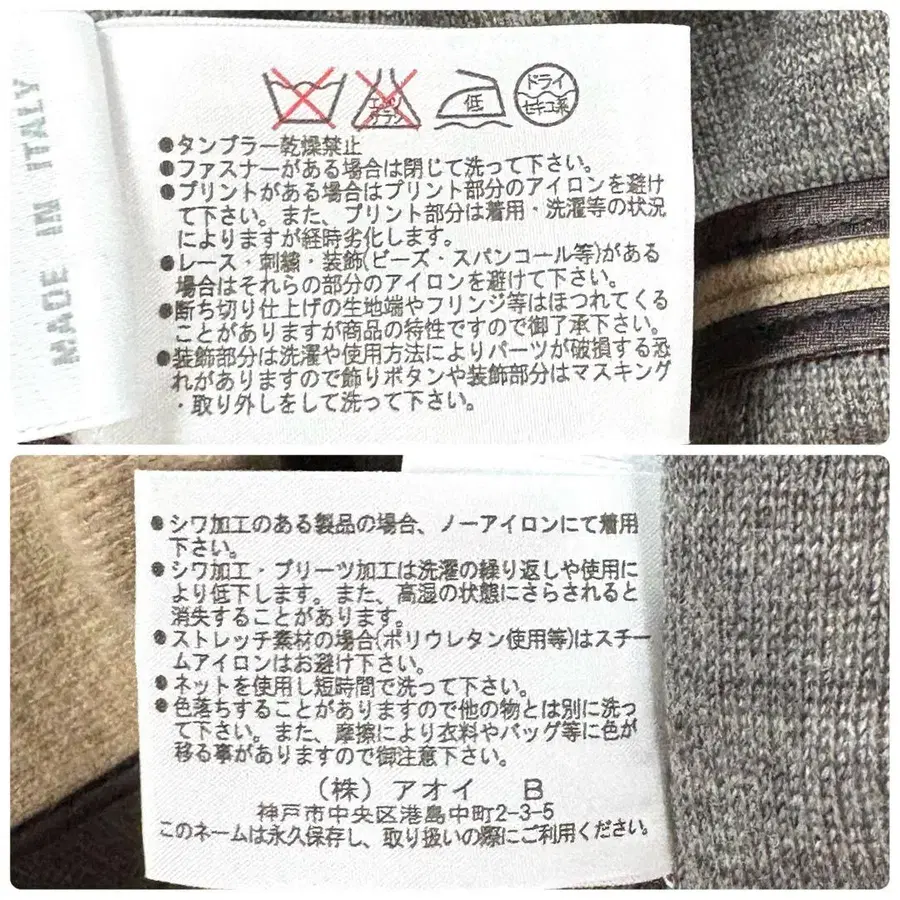 MADE IN ITALY
エンソ
サラシ
低
ドライ
セキユ系
●タンブラー乾燥禁止
●ファスナーがある場合は閉じて洗って下さい。
●プリントがある場合はプリント部分のアイロンを避け
て下さい。また、プリント部分は着用・洗濯等の状況
によりますが経時劣化します。
●レース・刺繍・装飾(ビーズ・スパンコール等)がある
場合はそれらの部分のアイロンを避けて下さい。
●断ち切り仕上げの生地端やフリンジ等はほつれてくる
ことがありますが商品の特性ですので御了承下さい。
●装飾部分は洗濯や使用方法によりパーツが破損する恐
れがありますので飾りボタンや装飾部分はマスキング
・取り外しをして洗って下さい。
●シワ加工のある製品の場合、ノーアイロンにて着用
下さい。
●シワ加工・プリーツ加工は洗濯の繰り返しや使用に
より低下します。また、高湿の状態にさらされると
消失することがあります。
●ストレッチ素材の場合(ポリウレタン使用等)はスチー
ムアイロンはお避け下さい。
●ネットを使用し短時間で洗って下さい。
●色落ちすることがありますので他の物とは別に洗っ
て下さい。また、摩擦により衣料やバッグ等に色が
移る事がありますので御注意下さい。
(株)アオイ B
神戸市中央区港島中町2-3-5
このネームは永久保存し、取り扱いの際にご利用ください。